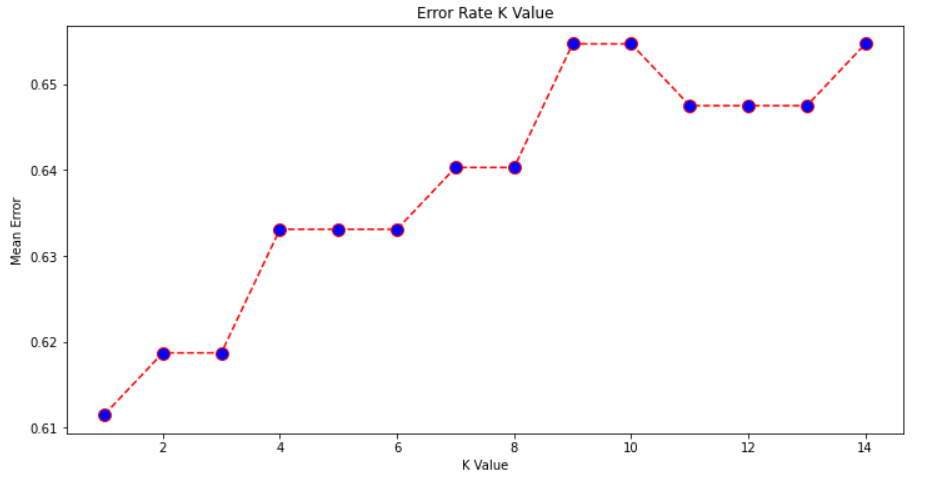 Error Rate K Value
Mean Error
0.65
0.64
0.63
0.62
0.61
2 4 6 8 10 12 14
K Value